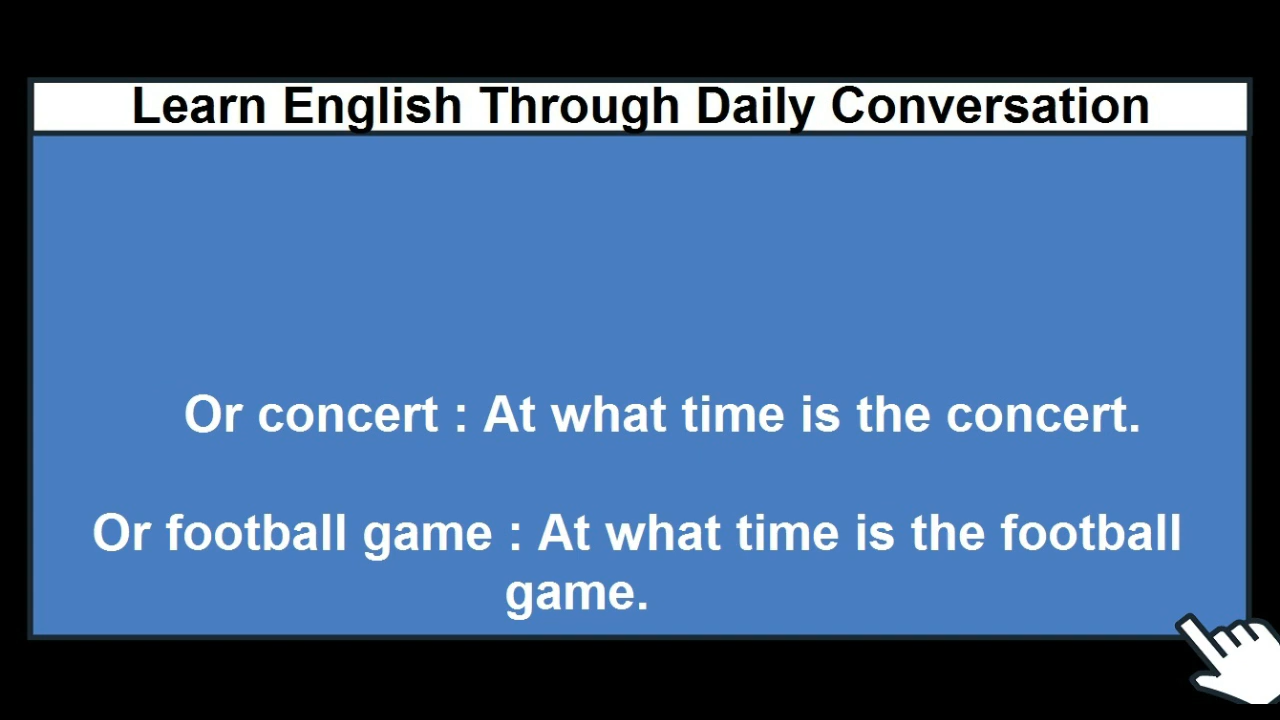 Learn English Through Daily Conversation
Or concert : At what time is the concert.
Or football game : At what time is the football
game.